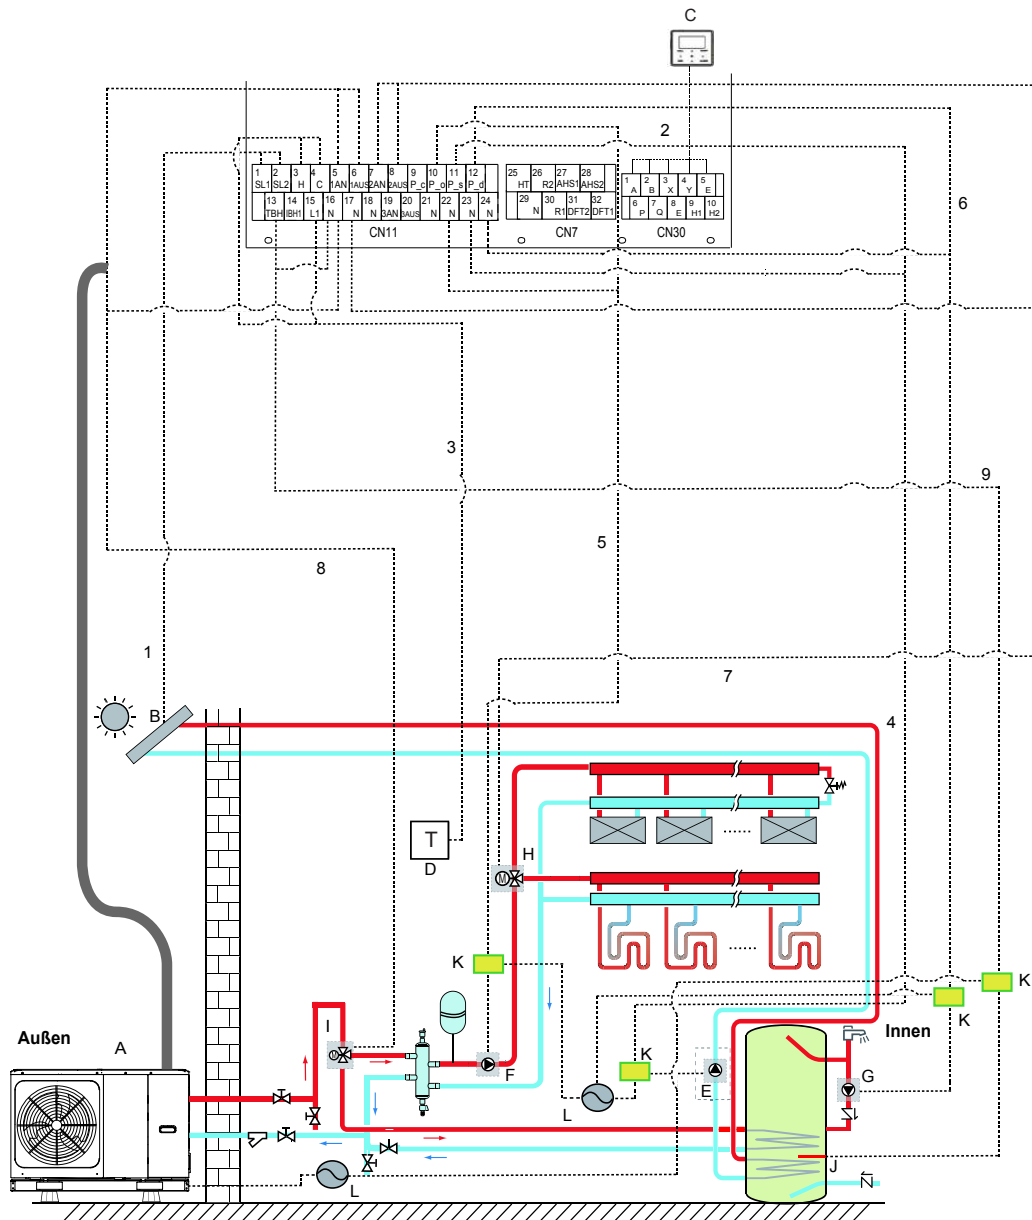 C
2
1 2 3 4 5 6 7 8 9 10 11 12
SL1 SL2 H C 1AN 1AUS 2AN 2AUS P_c P_o P_s P_d
13 14 15 16 17 18 19 20 21 22 23 24
TBH IBH1 L1 N N N 3AN 3AUS N N N N
CN11
25 26 27 28
HT R2 AHS1 AHS2
29 30 31 32
N R1 DFT2 DFT1
CN7
1 2 3 4 5
A B X Y E
6 7 8 9 10
P Q E H1 H2
CN30
6
3
9
5
8
1
7
B
4
T
D
H
M
K
K
K
Außen
Innen
A
I
M
F
K
E
G
L
J
L